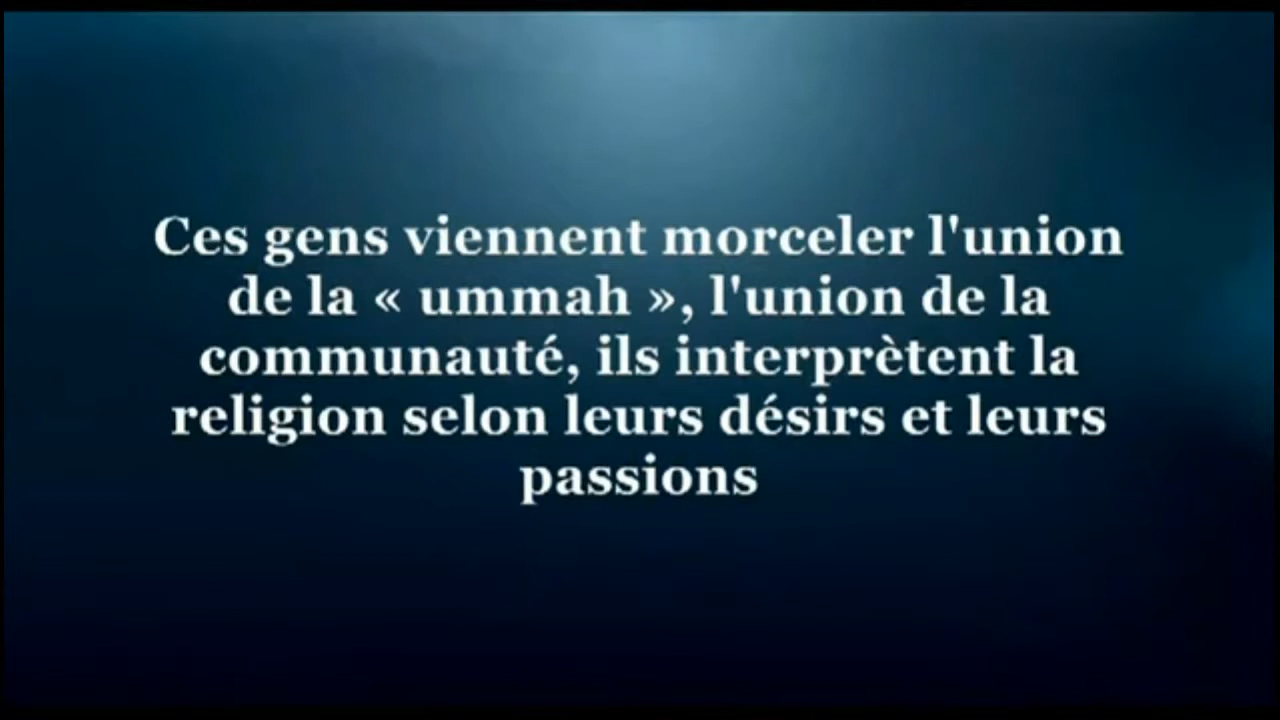 Ces gens viennent morceler l'union
de la « ummah », l'union de la
communauté, ils interprètent la
religion selon leurs désirs et leurs
passions